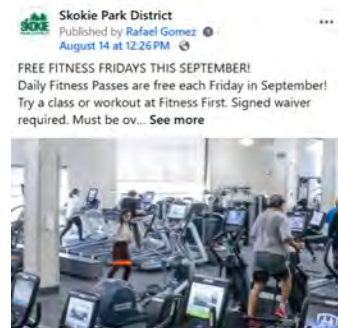 SKOKIE
Skokie Park District
Published by Rafael Gomez
August 14 at 12:26 PM ·
FREE FITNESS FRIDAYS THIS SEPTEMBER!
Daily Fitness Passes are free each Friday in September!
Try a class or workout at Fitness First. Signed waiver
required. Must be ov... See more